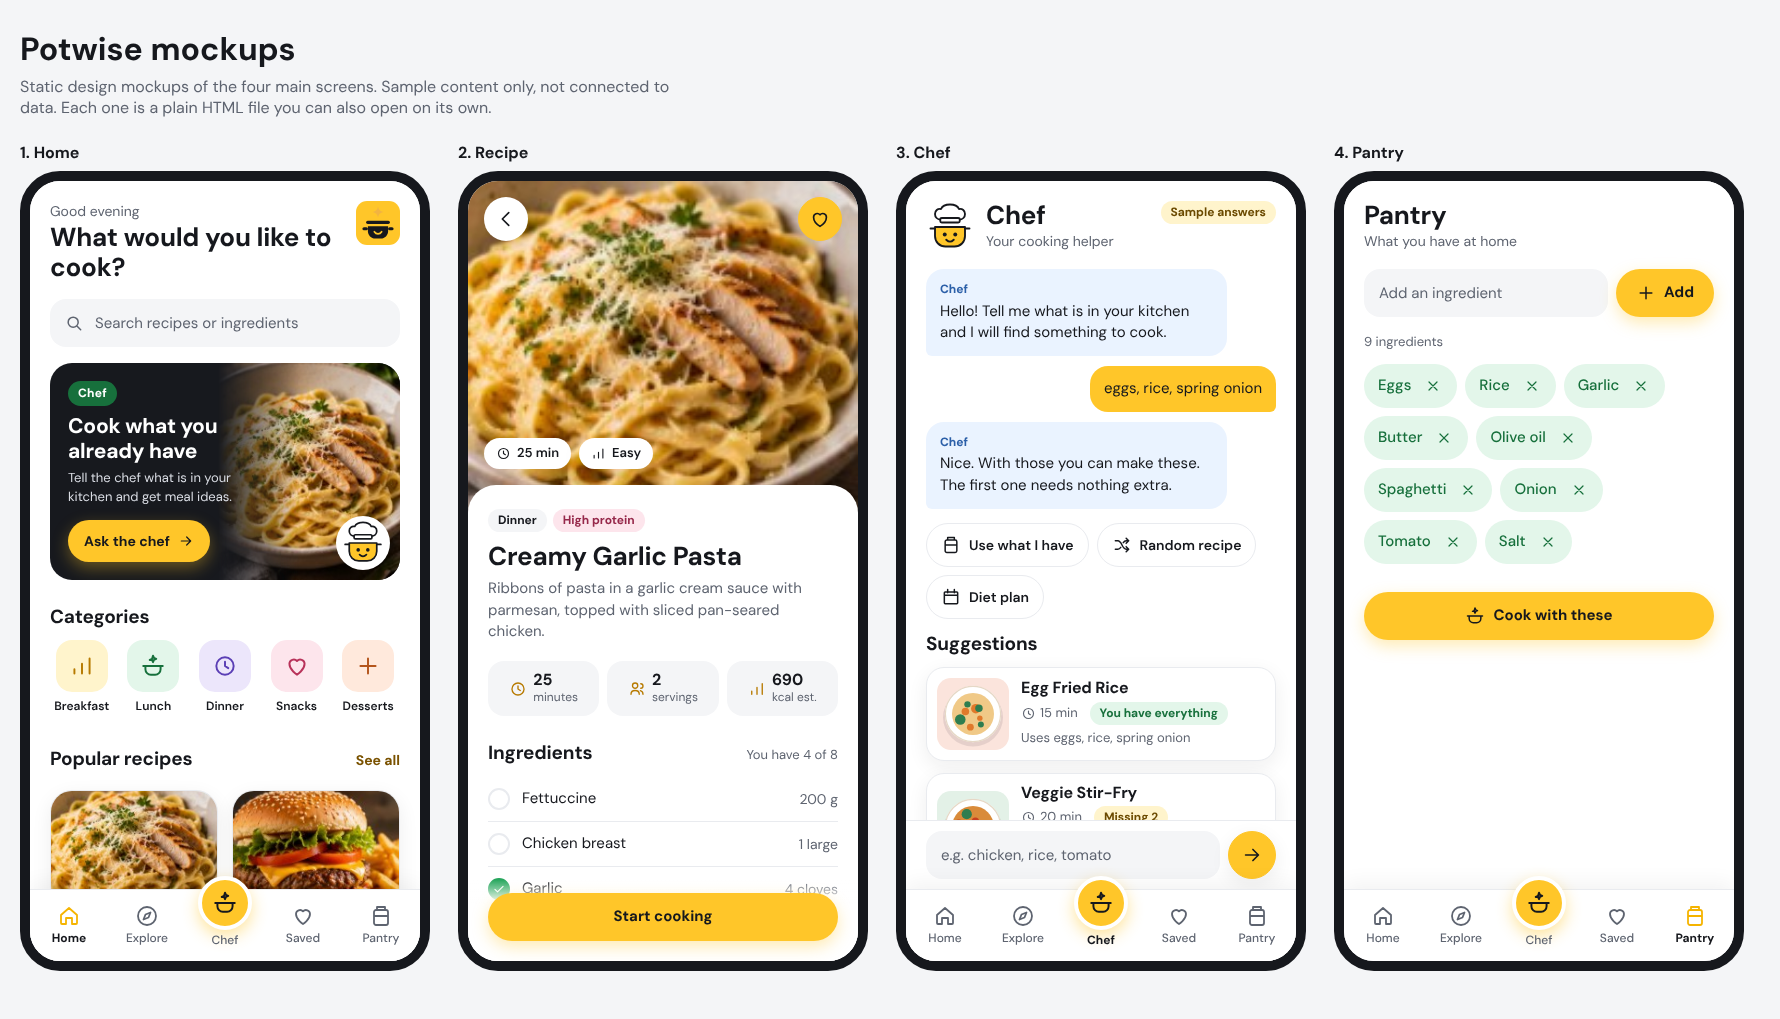 Potwise mockups
Static design mockups of the four main screens. Sample content only, not connected to
data. Each one is a plain HTML file you can also open on its own.
1. Home
Good evening
What would you like to
cook?
Search recipes or ingredients
Chef
Cook what you
already have
Tell the chef what is in your
kitchen and get meal ideas.
Ask the chef
Categories
Breakfast
Lunch
Dinner
Snacks
Desserts
Popular recipes
See all
Home
Explore
Chef
Saved
Pantry
2. Recipe
25 min
Easy
Dinner
High protein
Creamy Garlic Pasta
Ribbons of pasta in a garlic cream sauce with
parmesan, topped with sliced pan-seared
chicken.
25
minutes
2
servings
690
kcal est.
Ingredients
You have 4 of 8
Fettuccine
200 g
Chicken breast
1 large
Garlic
4 cloves
Start cooking
3. Chef
Chef
Your cooking helper
Sample answers
Chef
Hello! Tell me what is in your kitchen
and I will find something to cook.
eggs, rice, spring onion
Chef
Nice. With those you can make these.
The first one needs nothing extra.
Use what I have
Random recipe
Diet plan
Suggestions
Egg Fried Rice
15 min
You have everything
Uses eggs, rice, spring onion
Veggie Stir-Fry
20 min
Missing 2
e.g. chicken, rice, tomato
Home
Explore
Chef
Saved
Pantry
4. Pantry
Pantry
What you have at home
Add an ingredient
Add
9 ingredients
Eggs
Rice
Garlic
Butter
Olive oil
Spaghetti
Onion
Tomato
Salt
Cook with these
Home
Explore
Chef
Saved
Pantry